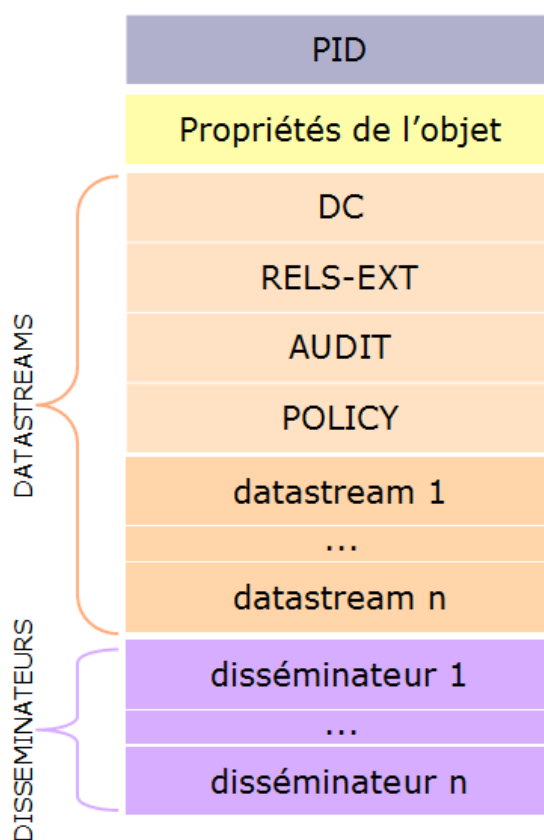 PID
Propriétés de l'objet
DATASTREAMS
DC
RELS-EXT
AUDIT
POLICY
datastream 1
...
datastream n
DISSEMINATEURS
disséminateur 1
...
disséminateur n